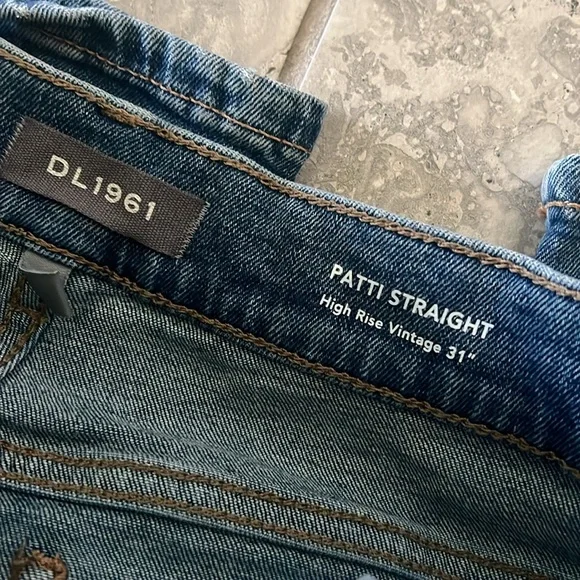 DL1961
PATTI STRAIGHT
High Rise Vintage 31"